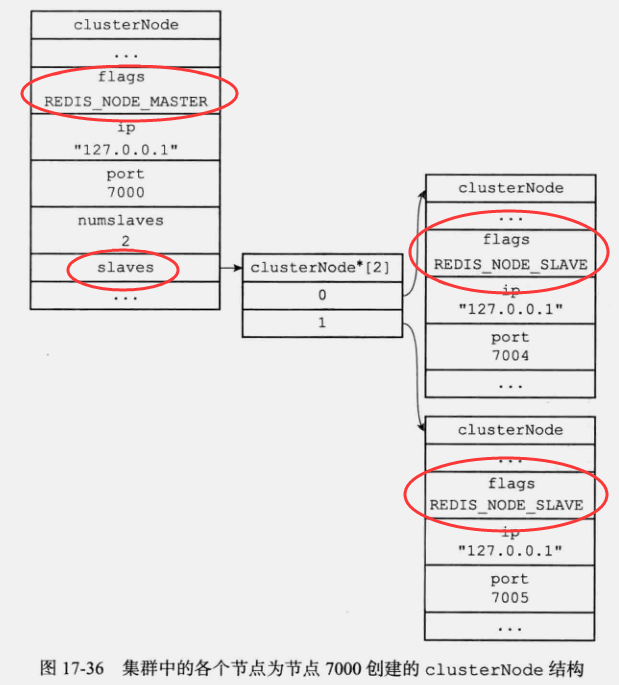 clusterNode
...
flags
REDIS_NODE_MASTER
ip
"127.0.0.1"
port
7000
numslaves
2
slaves
...
clusterNode*[2]
0
1
clusterNode
...
flags
REDIS_NODE_SLAVE
ip
"127.0.0.1"
port
7004
...
clusterNode
...
flags
REDIS_NODE_SLAVE
ip
"127.0.0.1"
port
7005
...
图 17-36 集群中的各个节点为节点 7000 创建的 clusterNode 结构